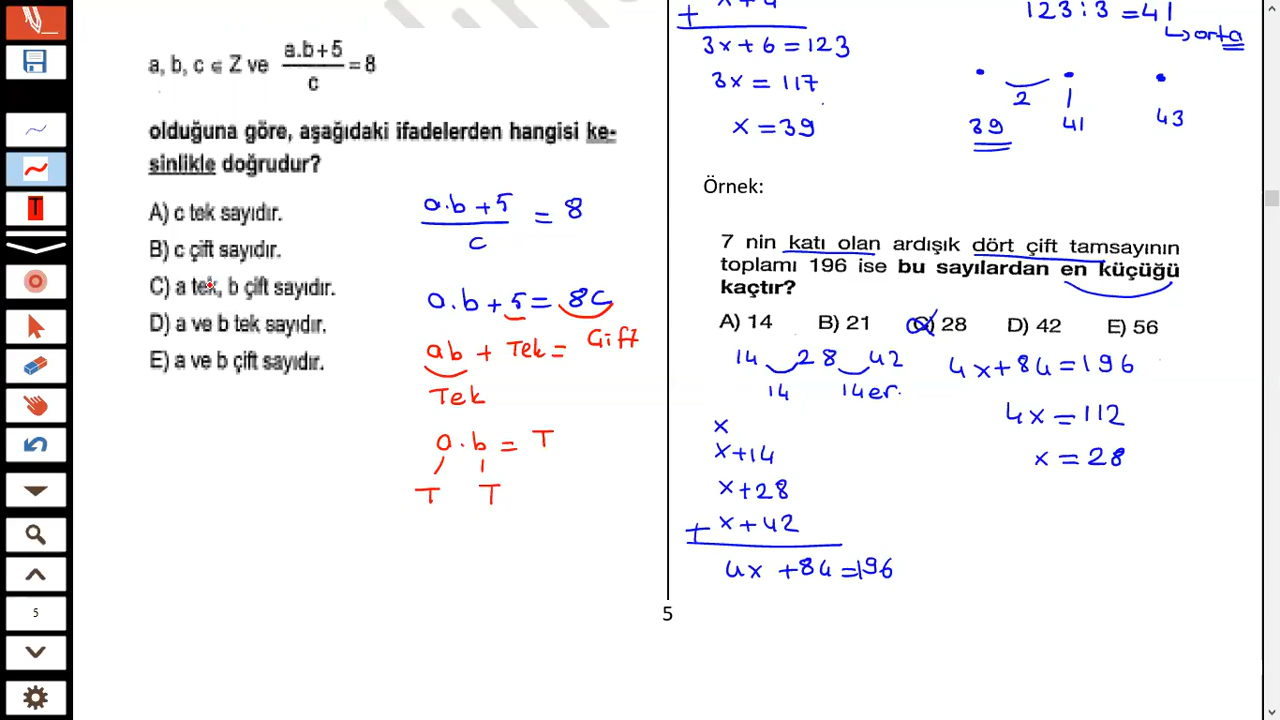 a, b, c ∈ Z ve a.b+5 / c = 8
olduğuna göre, aşağıdaki ifadelerden hangisi ke-
sinlikle doğrudur?
A) c tek sayıdır.
B) c çift sayıdır.
C) a tek, b çift sayıdır.
D) a ve b tek sayıdır.
E) a ve b çift sayıdır.
a.b + 5 / c = 8
a.b + 5 = 8c
ab + Tek = Çift
Tek
a.b = T
T T
3x + 6 = 123
3x = 117
x = 39
123 : 3 = 41
↳ orta
2
39 41 43
Örnek:
7 nin katı olan ardışık dört çift tamsayının
toplamı 196 ise bu sayılardan en küçüğü
kaçtır?
A) 14 B) 21 C) 28 D) 42 E) 56
14 28 42
14 14er.
x
x+14
x+28
+ x+42
4x +84 =196
4x+84 =196
4x = 112
x = 28
5
T
5